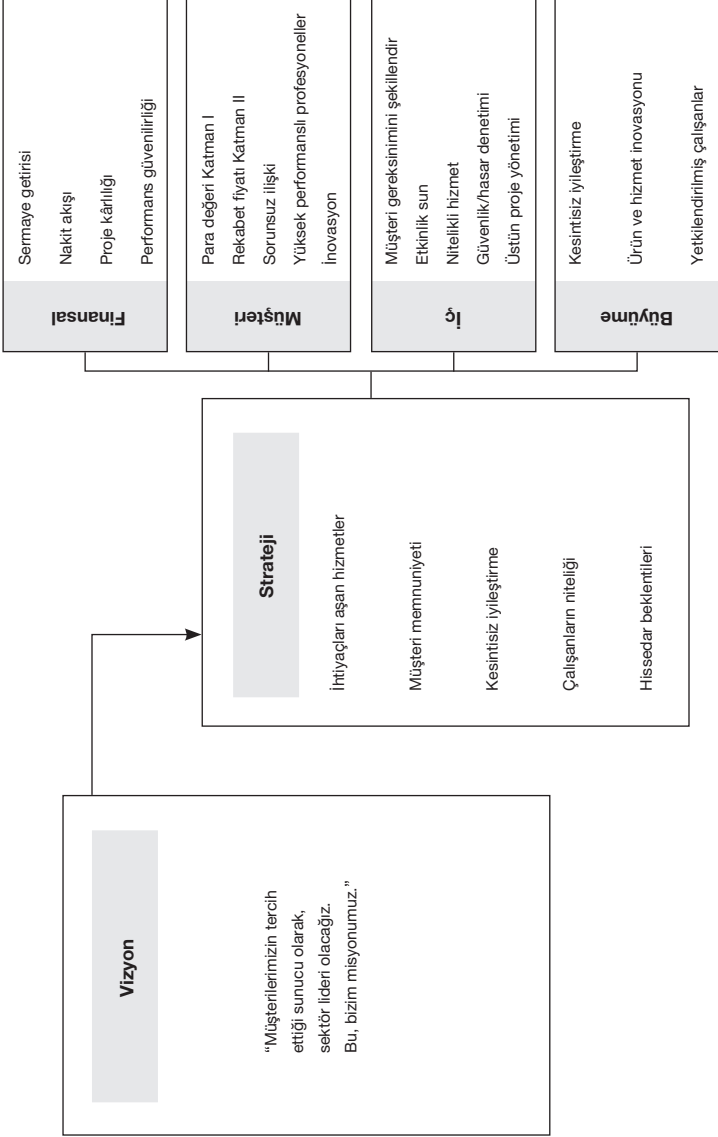 Vizyon
“Müşterilerimizin tercih
ettiği sunucu olarak,
sektör lideri olacağız.
Bu, bizim misyonumuz.”
Strateji
İhtiyaçları aşan hizmetler
Müşteri memnuniyeti
Kesintisiz iyileştirme
Çalışanların niteliği
Hissedar beklentileri
Finansal
Sermaye getirisi
Nakit akışı
Proje kârlılığı
Performans güvenilirliği
Müşteri
Para değeri Katman I
Rekabet fiyatı Katman II
Sorunsuz ilişki
Yüksek performanslı profesyoneller
İnovasyon
İç
Müşteri gereksinimini şekillendir
Etkinlik sun
Nitelikli hizmet
Güvenlik/hasar denetimi
Üstün proje yönetimi
Büyüme
Kesintisiz iyileştirme
Ürün ve hizmet inovasyonu
Yetkilendirilmiş çalışanlar